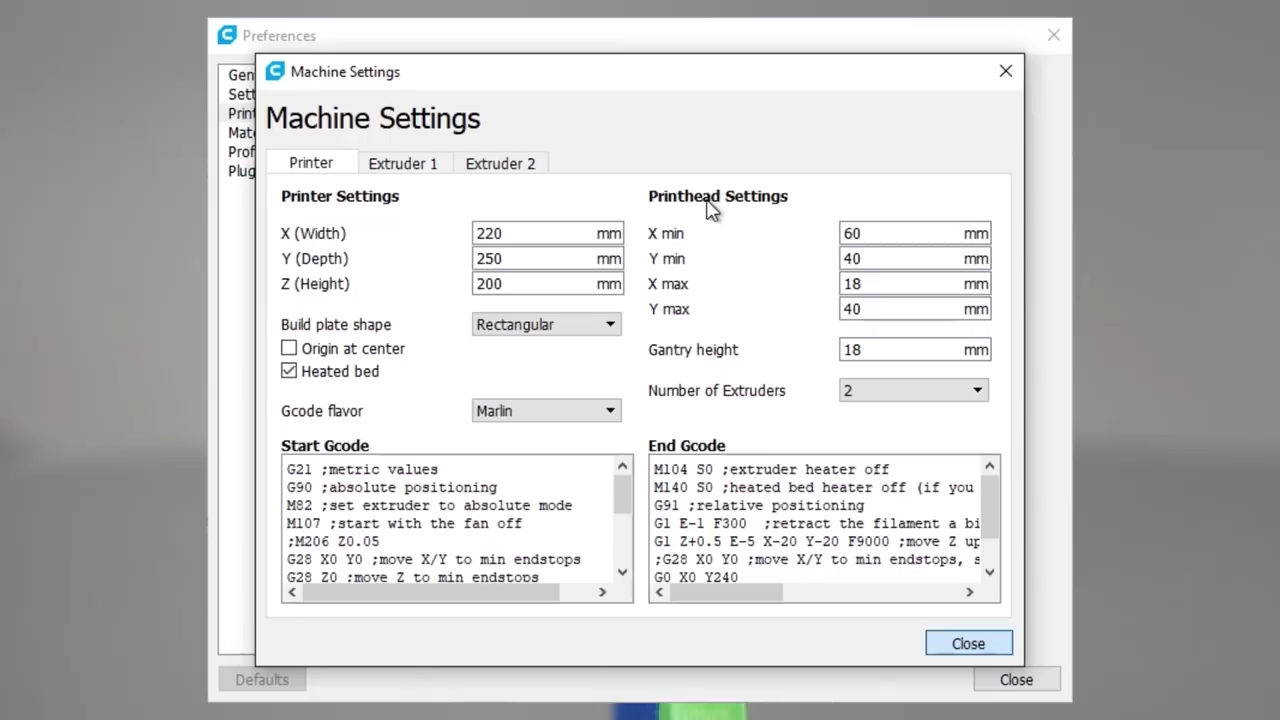 Preferences
Machine Settings
Gen
Sett
Print
Mate
Prof
Plug
Machine Settings
Printer
Extruder 1
Extruder 2
Printer Settings
X (Width)
220 mm
Y (Depth)
250 mm
Z (Height)
200 mm
Build plate shape
Rectangular
Origin at center
Heated bed
Gcode flavor
Marlin
Printhead Settings
X min
60 mm
Y min
40 mm
X max
18 mm
Y max
40 mm
Gantry height
18 mm
Number of Extruders
2
Start Gcode
G21 ;metric values
G90 ;absolute positioning
M82 ;set extruder to absolute mode
M107 ;start with the fan off
;M206 Z0.05
G28 X0 Y0 ;move X/Y to min endstops
G28 Z0 ;move Z to min endstops
End Gcode
M104 S0 ;extruder heater off
M140 S0 ;heated bed heater off (if you
G91 ;relative positioning
G1 E-1 F300  ;retract the filament a bi
G1 Z+0.5 E-5 X-20 Y-20 F9000 ;move Z up
;G28 X0 Y0 ;move X/Y to min endstops, s
G0 X0 Y240
Close
Defaults
Close